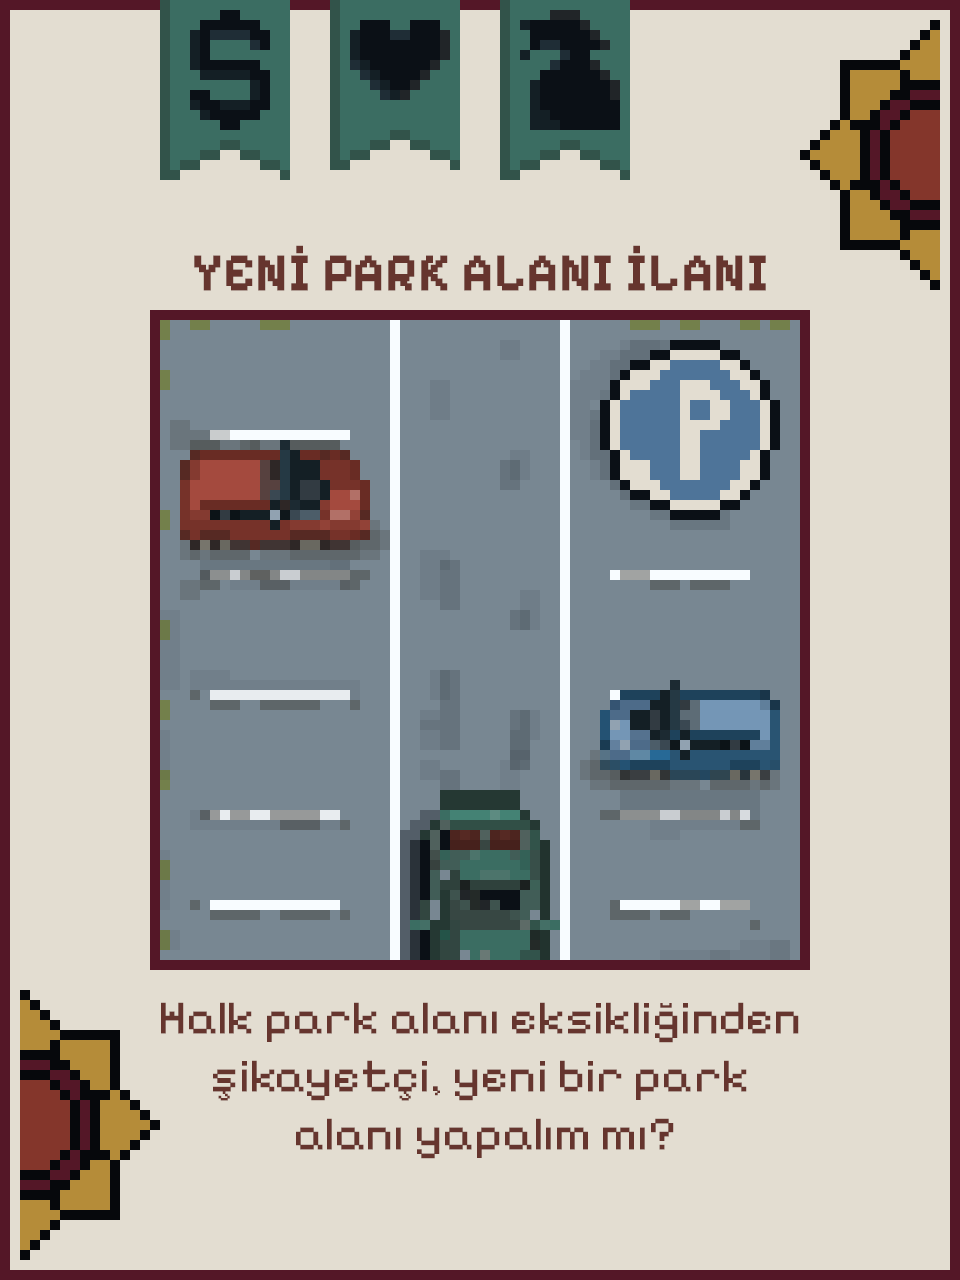 $
YENİ PARK ALANI İLANI
P
Halk park alanı eksikliğinden
şikayetçi, yeni bir park
alanı yapalım mı?